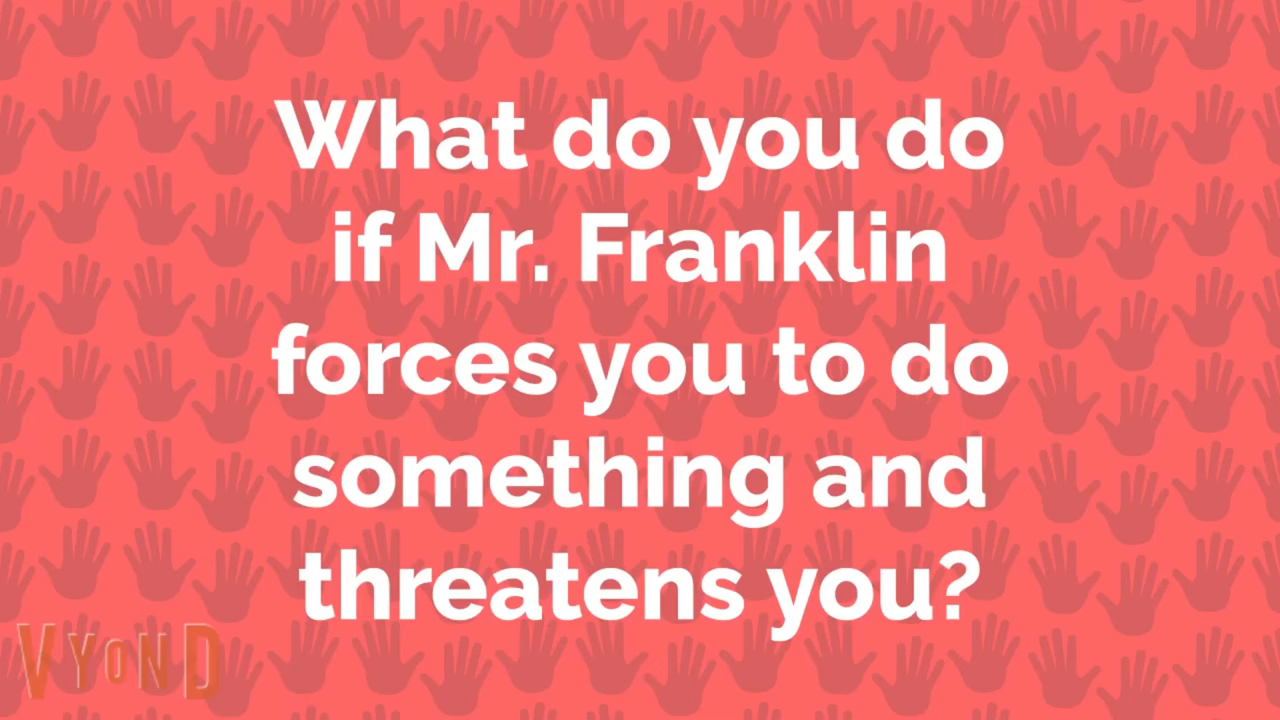 What do you do
if Mr. Franklin
forces you to do
something and
threatens you?
VYOND